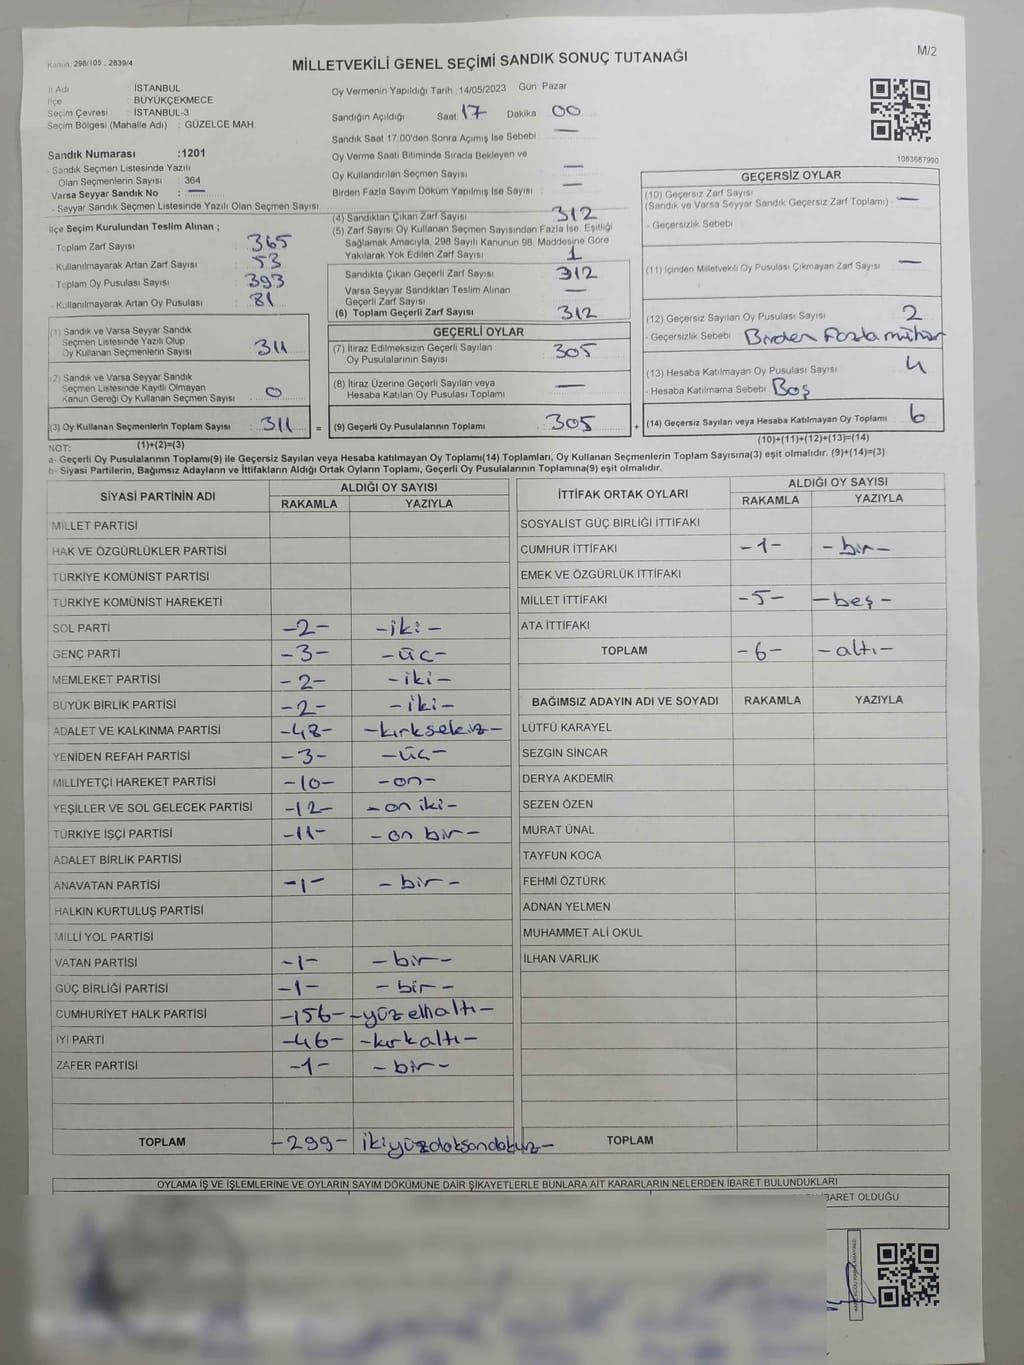 Kanun: 298/105 ; 2839/4
MİLLETVEKİLİ GENEL SEÇİMİ SANDIK SONUÇ TUTANAĞI
M/2
İl Adı : İSTANBUL
İlçe : BÜYÜKÇEKMECE
Seçim Çevresi : İSTANBUL-3
Seçim Bölgesi (Mahalle Adı) : GÜZELCE MAH.
Sandık Numarası :1201
- Sandık Seçmen Listesinde Yazılı
Olan Seçmenlerin Sayısı : 364
Varsa Seyyar Sandık No : —
- Seyyar Sandık Seçmen Listesinde Yazılı Olan Seçmen Sayısı
İlçe Seçim Kurulundan Teslim Alınan ;
- Toplam Zarf Sayısı 365
- Kullanılmayarak Artan Zarf Sayısı 53
- Toplam Oy Pusulası Sayısı 393
- Kullanılmayarak Artan Oy Pusulası 81
(1) Sandık ve Varsa Seyyar Sandık
Seçmen Listesinde Yazılı Olup
Oy Kullanan Seçmenlerin Sayısı 311
(2) Sandık ve Varsa Seyyar Sandık
Seçmen Listesinde Kayıtlı Olmayan
Kanun Gereği Oy Kullanan Seçmen Sayısı 0
(3) Oy Kullanan Seçmenlerin Toplam Sayısı 311 =
(1)+(2)=(3)
Oy Vermenin Yapıldığı Tarih :14/05/2023 Gün Pazar
Sandığın Açıldığı Saat 17 Dakika 00
Sandık Saat 17:00'den Sonra Açımış İse Sebebi —
Oy Verme Saati Bitiminde Sırada Bekleyen ve
Oy Kullandırılan Seçmen Sayısı —
Birden Fazla Sayım Döküm Yapılmış İse Sayısı —
(4) Sandıktan Çıkan Zarf Sayısı 312
(5) Zarf Sayısı Oy Kullanan Seçmen Sayısından Fazla İse, Eşitliği
Sağlamak Amacıyla, 298 Sayılı Kanunun 98. Maddesine Göre
Yakılarak Yok Edilen Zarf Sayısı 1
Sandıkta Çıkan Geçerli Zarf Sayısı 312
Varsa Seyyar Sandıktan Teslim Alınan
Geçerli Zarf Sayısı —
(6) Toplam Geçerli Zarf Sayısı 312
GEÇERLİ OYLAR
(7) İtiraz Edilmeksizin Geçerli Sayılan
Oy Pusulalarının Sayısı 305
(8) İtiraz Üzerine Geçerli Sayılan veya
Hesaba Katılan Oy Pusulası Toplamı —
(9) Geçerli Oy Pusulalarının Toplamı 305 +
1083687990
GEÇERSİZ OYLAR
(10) Geçersiz Zarf Sayısı —
(Sandık ve Varsa Seyyar Sandık Geçersiz Zarf Toplamı)
- Geçersizlik Sebebi
(11) İçinden Milletvekili Oy Pusulası Çıkmayan Zarf Sayısı —
(12) Geçersiz Sayılan Oy Pusulası Sayısı 2
- Geçersizlik Sebebi Birden Fazla mühür
(13) Hesaba Katılmayan Oy Pusulası Sayısı 4
- Hesaba Katılmama Sebebi Boş
(14) Geçersiz Sayılan veya Hesaba Katılmayan Oy Toplamı 6
(10)+(11)+(12)+(13)=(14)
NOT:
a- Geçerli Oy Pusulalarının Toplamı(9) ile Geçersiz Sayılan veya Hesaba katılmayan Oy Toplamı(14) Toplamları, Oy Kullanan Seçmenlerin Toplam Sayısına(3) eşit olmalıdır. (9)+(14)=(3)
b- Siyasi Partilerin, Bağımsız Adayların ve İttifakların Aldığı Ortak Oyların Toplamı, Geçerli Oy Pusulalarının Toplamına(9) eşit olmalıdır.
SİYASİ PARTİNİN ADI ALDIĞI OY SAYISI
RAKAMLA YAZIYLA
MİLLET PARTİSİ
HAK VE ÖZGÜRLÜKLER PARTİSİ
TÜRKİYE KOMÜNİST PARTİSİ
TÜRKİYE KOMÜNİST HAREKETİ
SOL PARTİ -2- -iki-
GENÇ PARTİ -3- -üç-
MEMLEKET PARTİSİ -2- -iki-
BÜYÜK BİRLİK PARTİSİ -2- -iki-
ADALET VE KALKINMA PARTİSİ -48- -kırksekiz-
YENİDEN REFAH PARTİSİ -3- -üç-
MİLLİYETÇİ HAREKET PARTİSİ -10- -on-
YEŞİLLER VE SOL GELECEK PARTİSİ -12- -on iki-
TÜRKİYE İŞÇİ PARTİSİ -11- -on bir-
ADALET BİRLİK PARTİSİ
ANAVATAN PARTİSİ -1- -bir-
HALKIN KURTULUŞ PARTİSİ
MİLLİ YOL PARTİSİ
VATAN PARTİSİ -1- -bir-
GÜÇ BİRLİĞİ PARTİSİ -1- -bir-
CUMHURİYET HALK PARTİSİ -156- -yüzellialtı-
İYİ PARTİ -46- -kırkaltı-
ZAFER PARTİSİ -1- -bir-
TOPLAM -299- ikiyüzdoksandokuz-
İTTİFAK ORTAK OYLARI ALDIĞI OY SAYISI
RAKAMLA YAZIYLA
SOSYALİST GÜÇ BİRLİĞİ İTTİFAKI
CUMHUR İTTİFAKI -1- -bir-
EMEK VE ÖZGÜRLÜK İTTİFAKI
MİLLET İTTİFAKI -5- -beş-
ATA İTTİFAKI
TOPLAM -6- -altı-
BAĞIMSIZ ADAYIN ADI VE SOYADI RAKAMLA YAZIYLA
LÜTFÜ KARAYEL
SEZGİN SİNCAR
DERYA AKDEMİR
SEZEN ÖZEN
MURAT ÜNAL
TAYFUN KOCA
FEHMİ ÖZTÜRK
ADNAN YELMEN
MUHAMMET ALİ OKUL
İLHAN VARLIK
TOPLAM
OYLAMA İŞ VE İŞLEMLERİNE VE OYLARIN SAYIM DÖKÜMÜNE DAİR ŞİKAYETLERLE BUNLARA AİT KARARLARIN NELERDEN İBARET BULUNDUKLARI
İBARET OLDUĞU